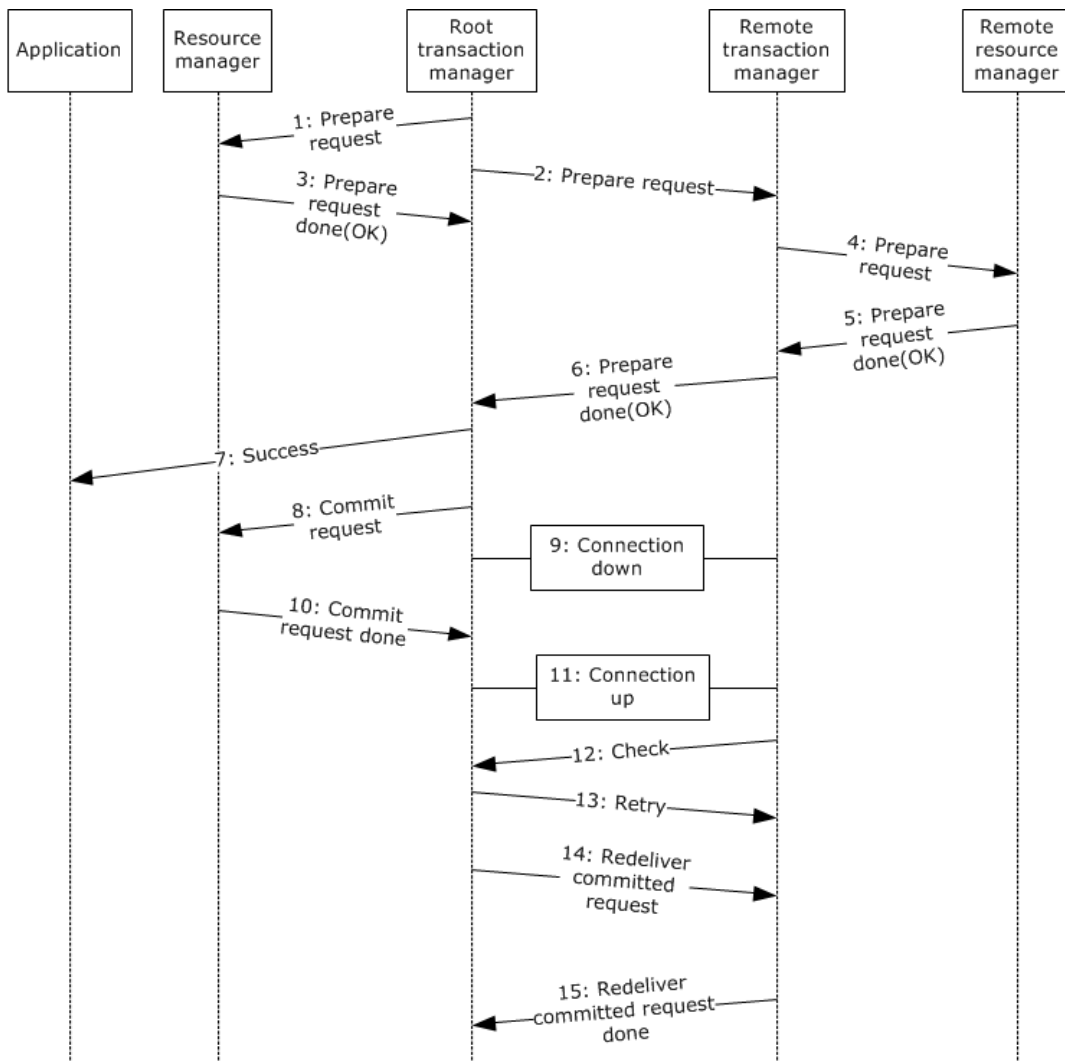 Application
Resource
manager
Root
transaction
manager
Remote
transaction
manager
Remote
resource
manager
1: Prepare
request
2: Prepare request
3: Prepare
request
done(OK)
4: Prepare
request
5: Prepare
request
done(OK)
6: Prepare
request
done(OK)
7: Success
8: Commit
request
9: Connection
down
10: Commit
request done
11: Connection
up
12: Check
13: Retry
14: Redeliver
committed
request
15: Redeliver
committed request
done